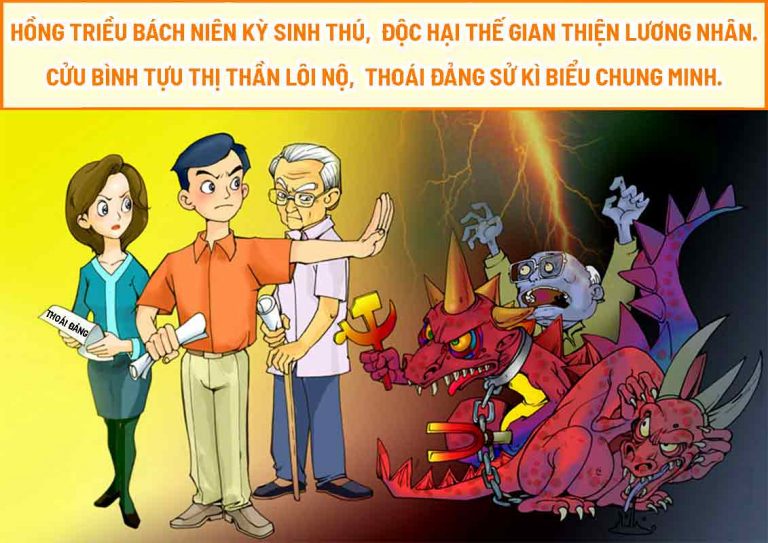 HỒNG TRIỀU BÁCH NIÊN KỲ SINH THÚ, ĐỘC HẠI THẾ GIAN THIỆN LƯƠNG NHÂN.
CỬU BÌNH TỰU THỊ THẦN LÔI NỘ, THOÁI ĐẢNG SỬ KÌ BIỂU CHUNG MINH.
THOÁI ĐẢNG